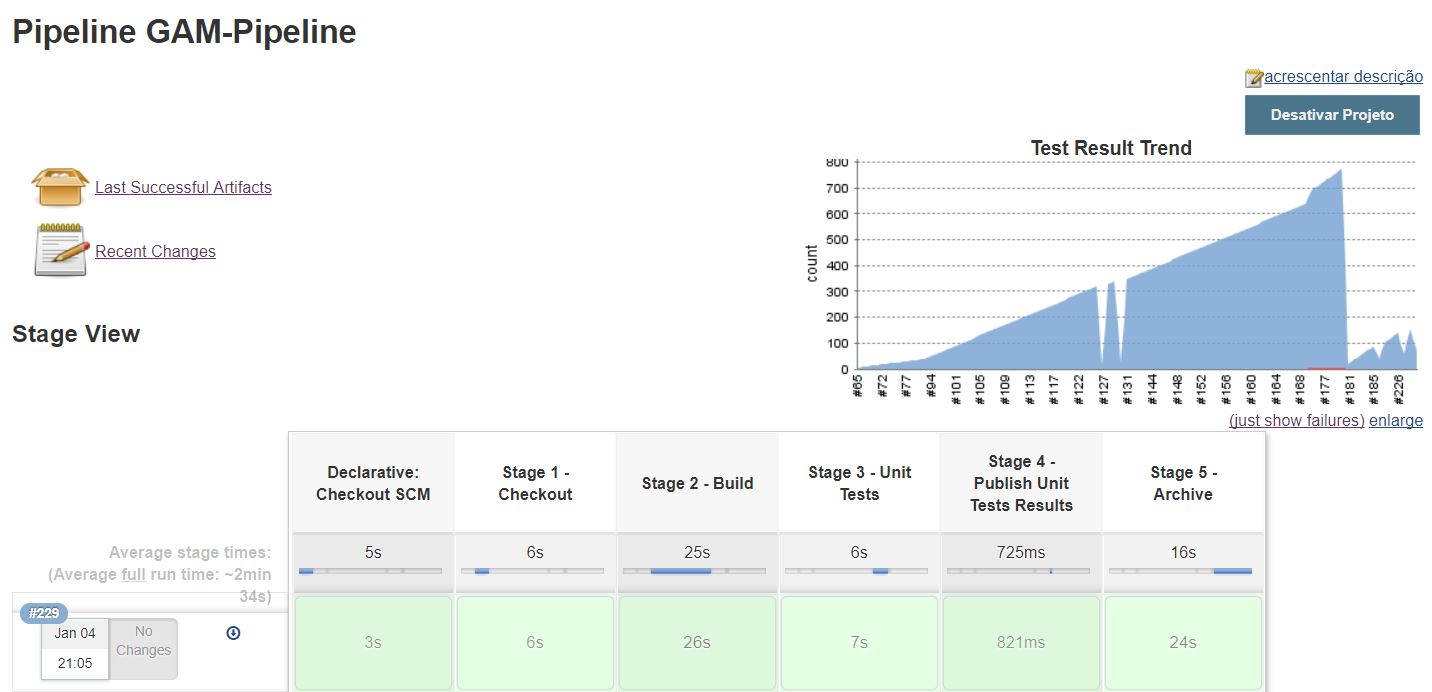 Pipeline GAM-Pipeline
acrescentar descrição
Desativar Projeto
Last Successful Artifacts
Recent Changes
Test Result Trend
count
800
700
600
500
400
300
200
100
0
#65 #72 #77 #94 #101 #105 #109 #113 #117 #122 #127 #131 #144 #148 #152 #156 #160 #164 #168 #177 #181 #185 #226
(just show failures) enlarge
Stage View
Declarative:
Checkout SCM
Stage 1 -
Checkout
Stage 2 - Build
Stage 3 - Unit
Tests
Stage 4 -
Publish Unit
Tests Results
Stage 5 -
Archive
Average stage times:
(Average full run time: ~2min
34s)
5s 6s 25s 6s 725ms 16s
#229
Jan 04
21:05
No
Changes
3s 6s 26s 7s 821ms 24s